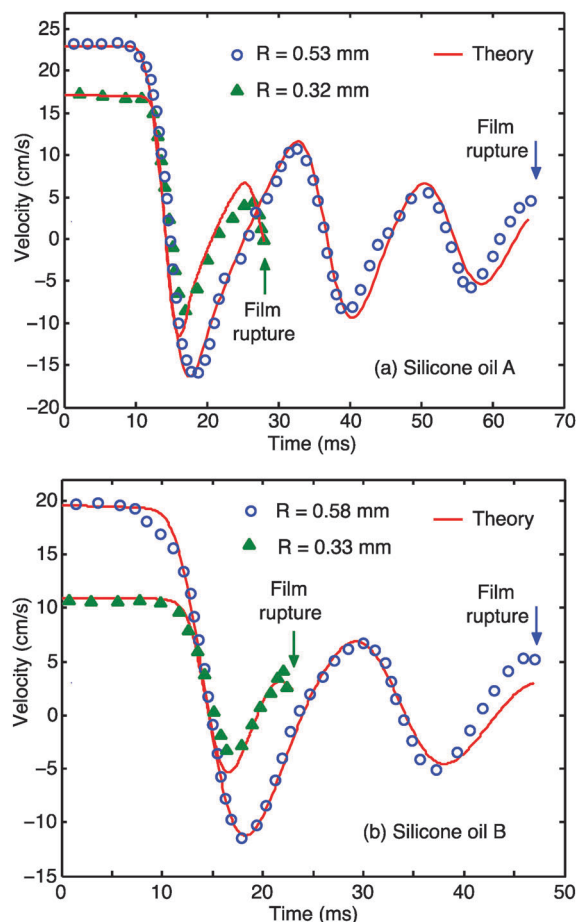 25
20
15
10
5
0
−5
−10
−15
−20
Velocity (cm/s)
R = 0.53 mm
R = 0.32 mm
Theory
Film
rupture
Film
rupture
(a) Silicone oil A
0 10 20 30 40 50 60 70
Time (ms)
20
15
10
5
0
−5
−10
−15
Velocity (cm/s)
R = 0.58 mm
R = 0.33 mm
Theory
Film
rupture
Film
rupture
(b) Silicone oil B
0 10 20 30 40 50
Time (ms)